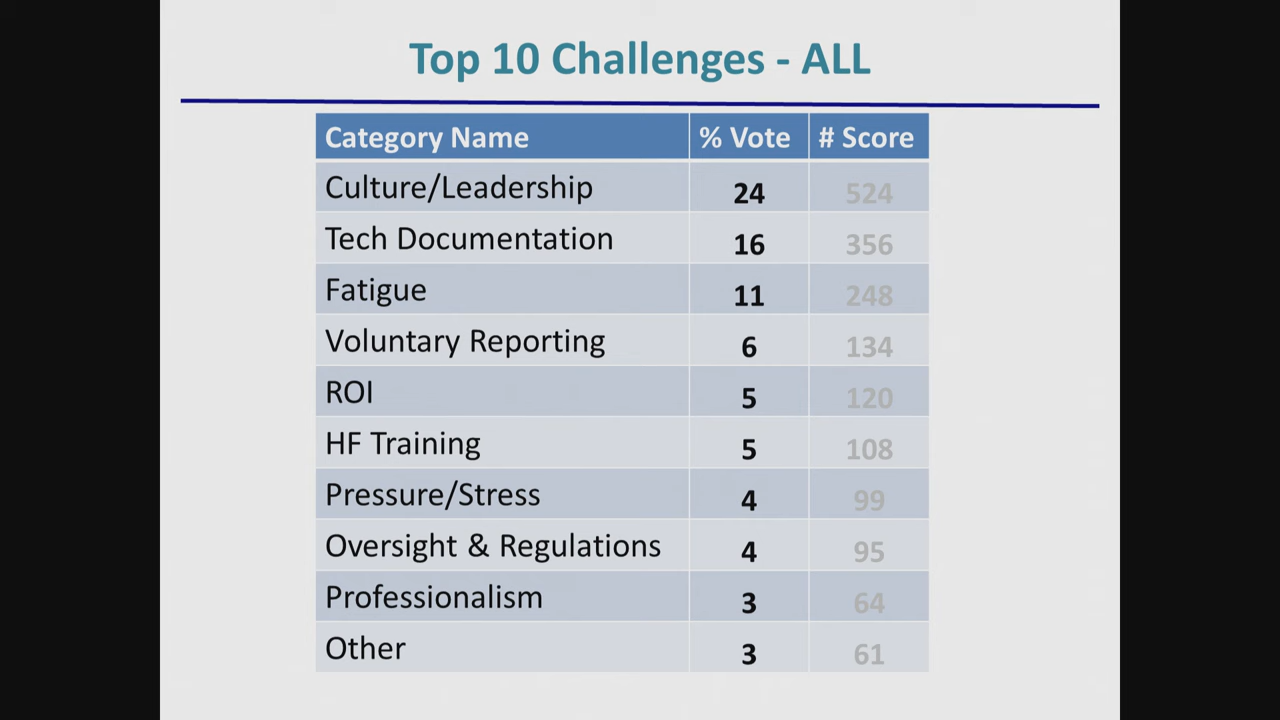 Top 10 Challenges - ALL
Category Name % Vote # Score
Culture/Leadership 24 524
Tech Documentation 16 356
Fatigue 11 248
Voluntary Reporting 6 134
ROI 5 120
HF Training 5 108
Pressure/Stress 4 99
Oversight & Regulations 4 95
Professionalism 3 64
Other 3 61